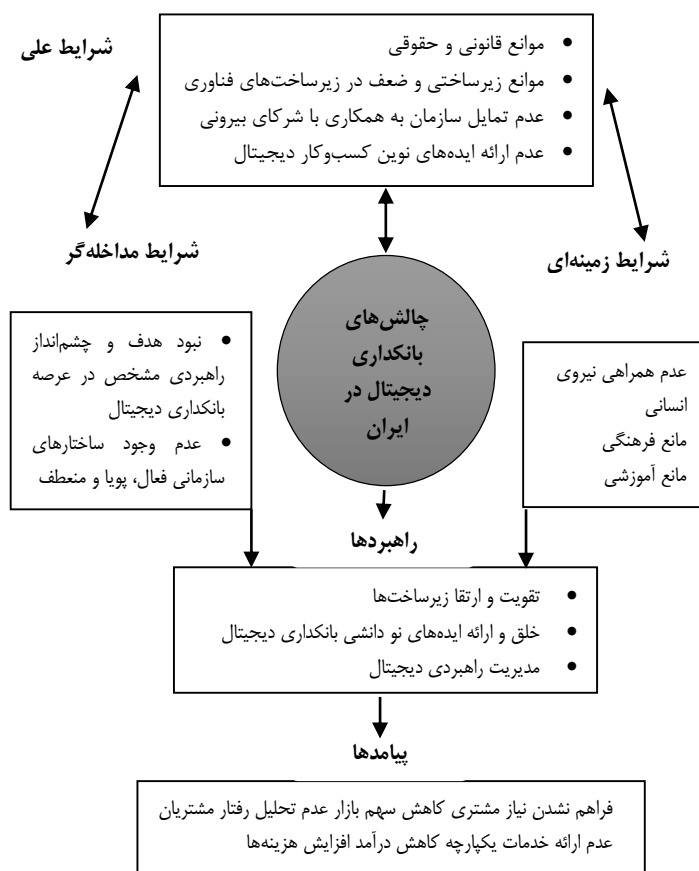 شرایط علی
موانع قانونی و حقوقی
موانع زیرساختی و ضعف در زیرساخت‌های فناوری
عدم تمایل سازمان به همکاری با شرکای بیرونی
عدم ارائه ایده‌های نوین کسب‌وکار دیجیتال
شرایط زمینه‌ای
شرایط مداخله‌گر
چالش‌های
بانکداری
دیجیتال در
ایران
عدم همراهی نیروی
انسانی
مانع فرهنگی
مانع آموزشی
نبود هدف و چشم‌انداز
راهبردی مشخص در عرصه
بانکداری دیجیتال
عدم وجود ساختارهای
سازمانی فعال، پویا و منعطف
راهبردها
تقویت و ارتقا زیرساخت‌ها
خلق و ارائه ایده‌های نو دانشی بانکداری دیجیتال
مدیریت راهبردی دیجیتال
پیامدها
فراهم نشدن نیاز مشتری کاهش سهم بازار عدم تحلیل رفتار مشتریان
عدم ارائه خدمات یکپارچه کاهش درآمد افزایش هزینه‌ها